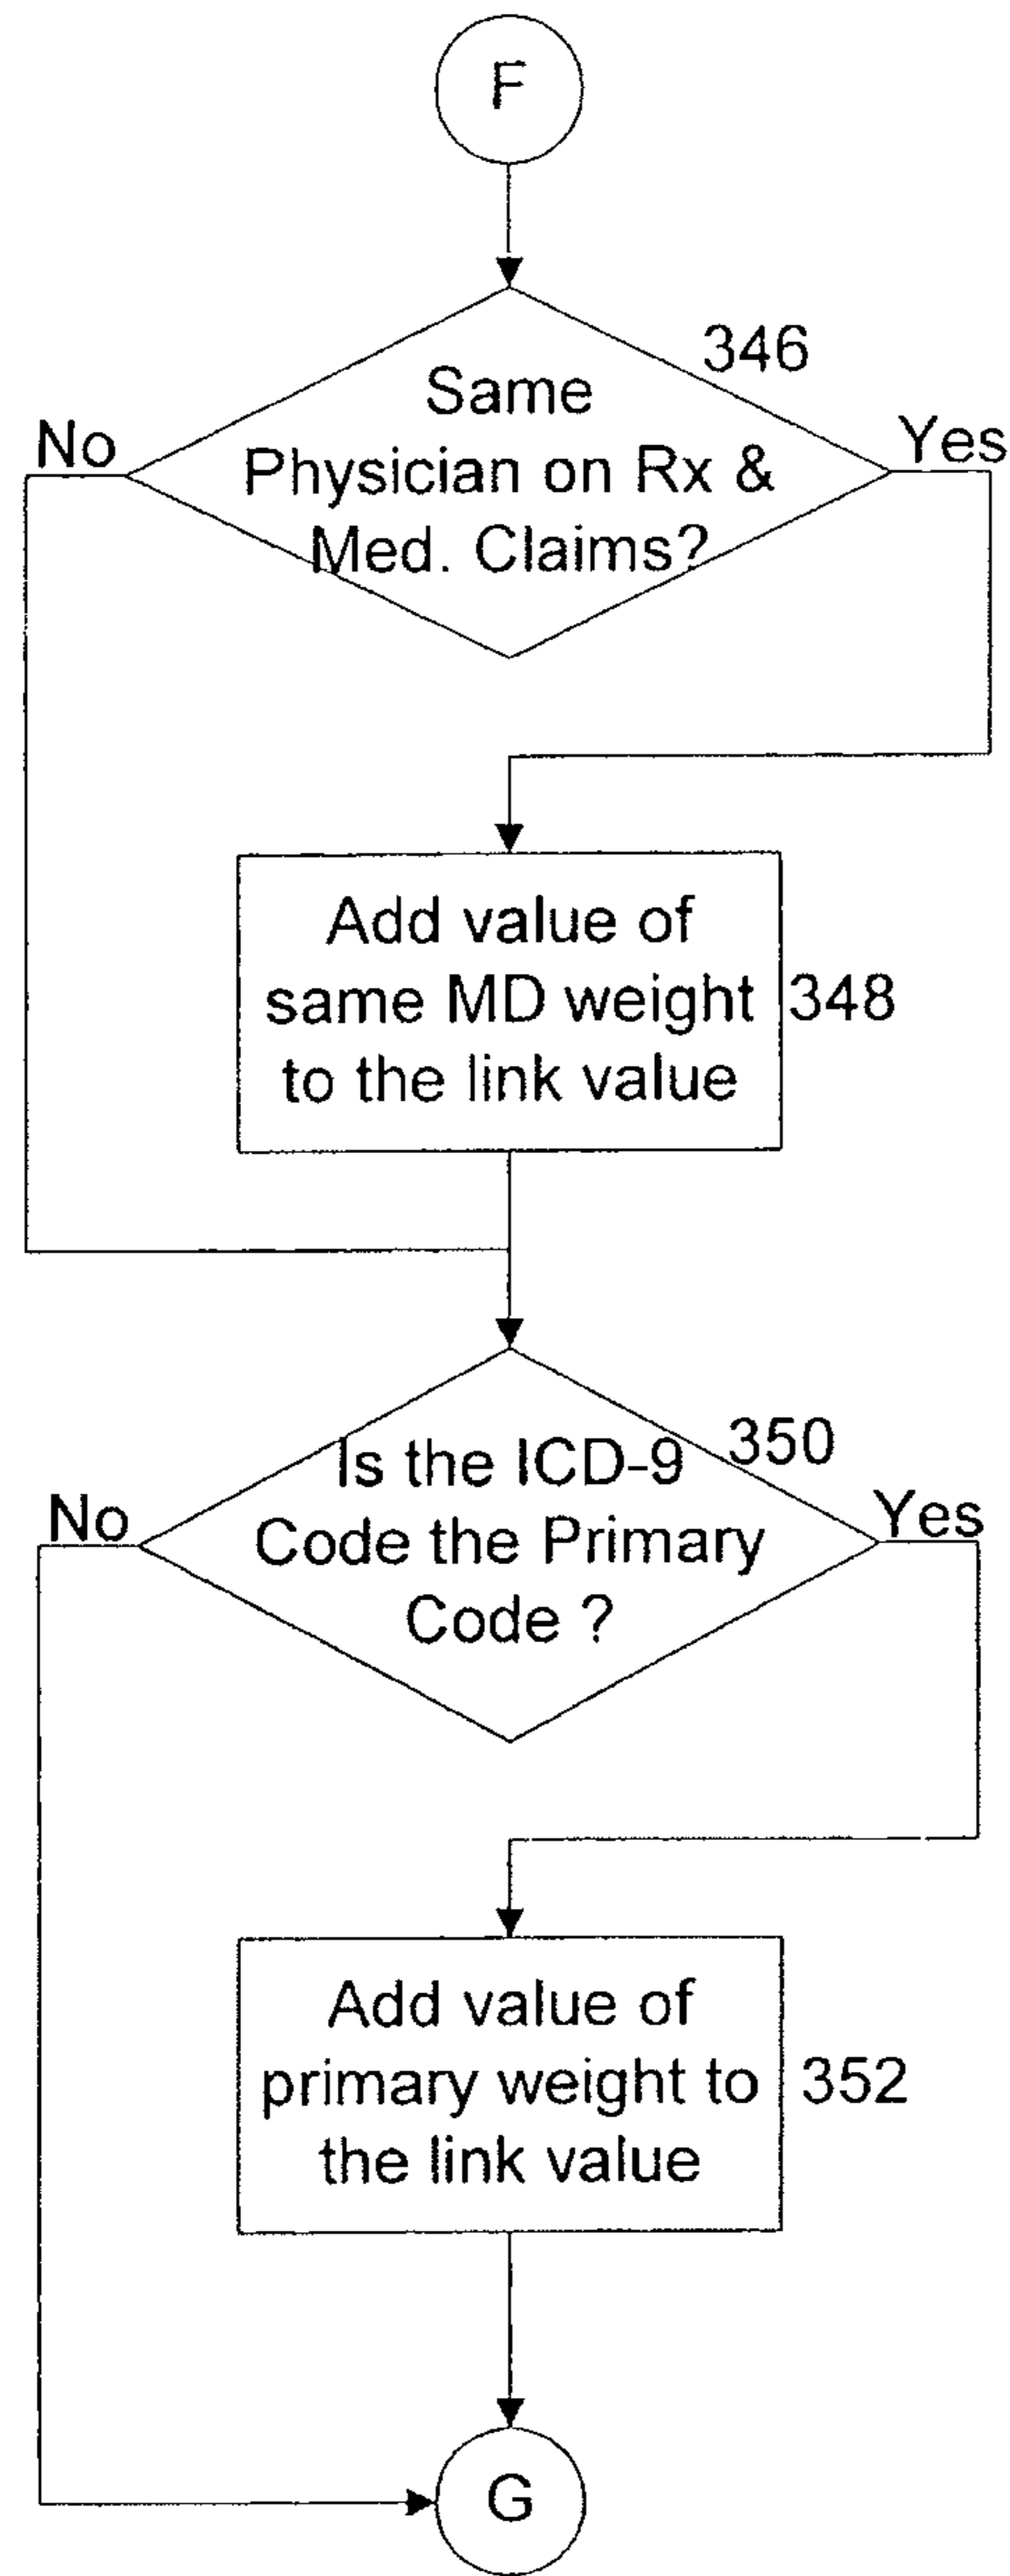 F
346
Same
Physician on Rx &
Med. Claims?
No
Yes
Add value of
same MD weight
to the link value
348
350
Is the ICD-9
Code the Primary
Code ?
No
Yes
Add value of
primary weight to
the link value
352
G